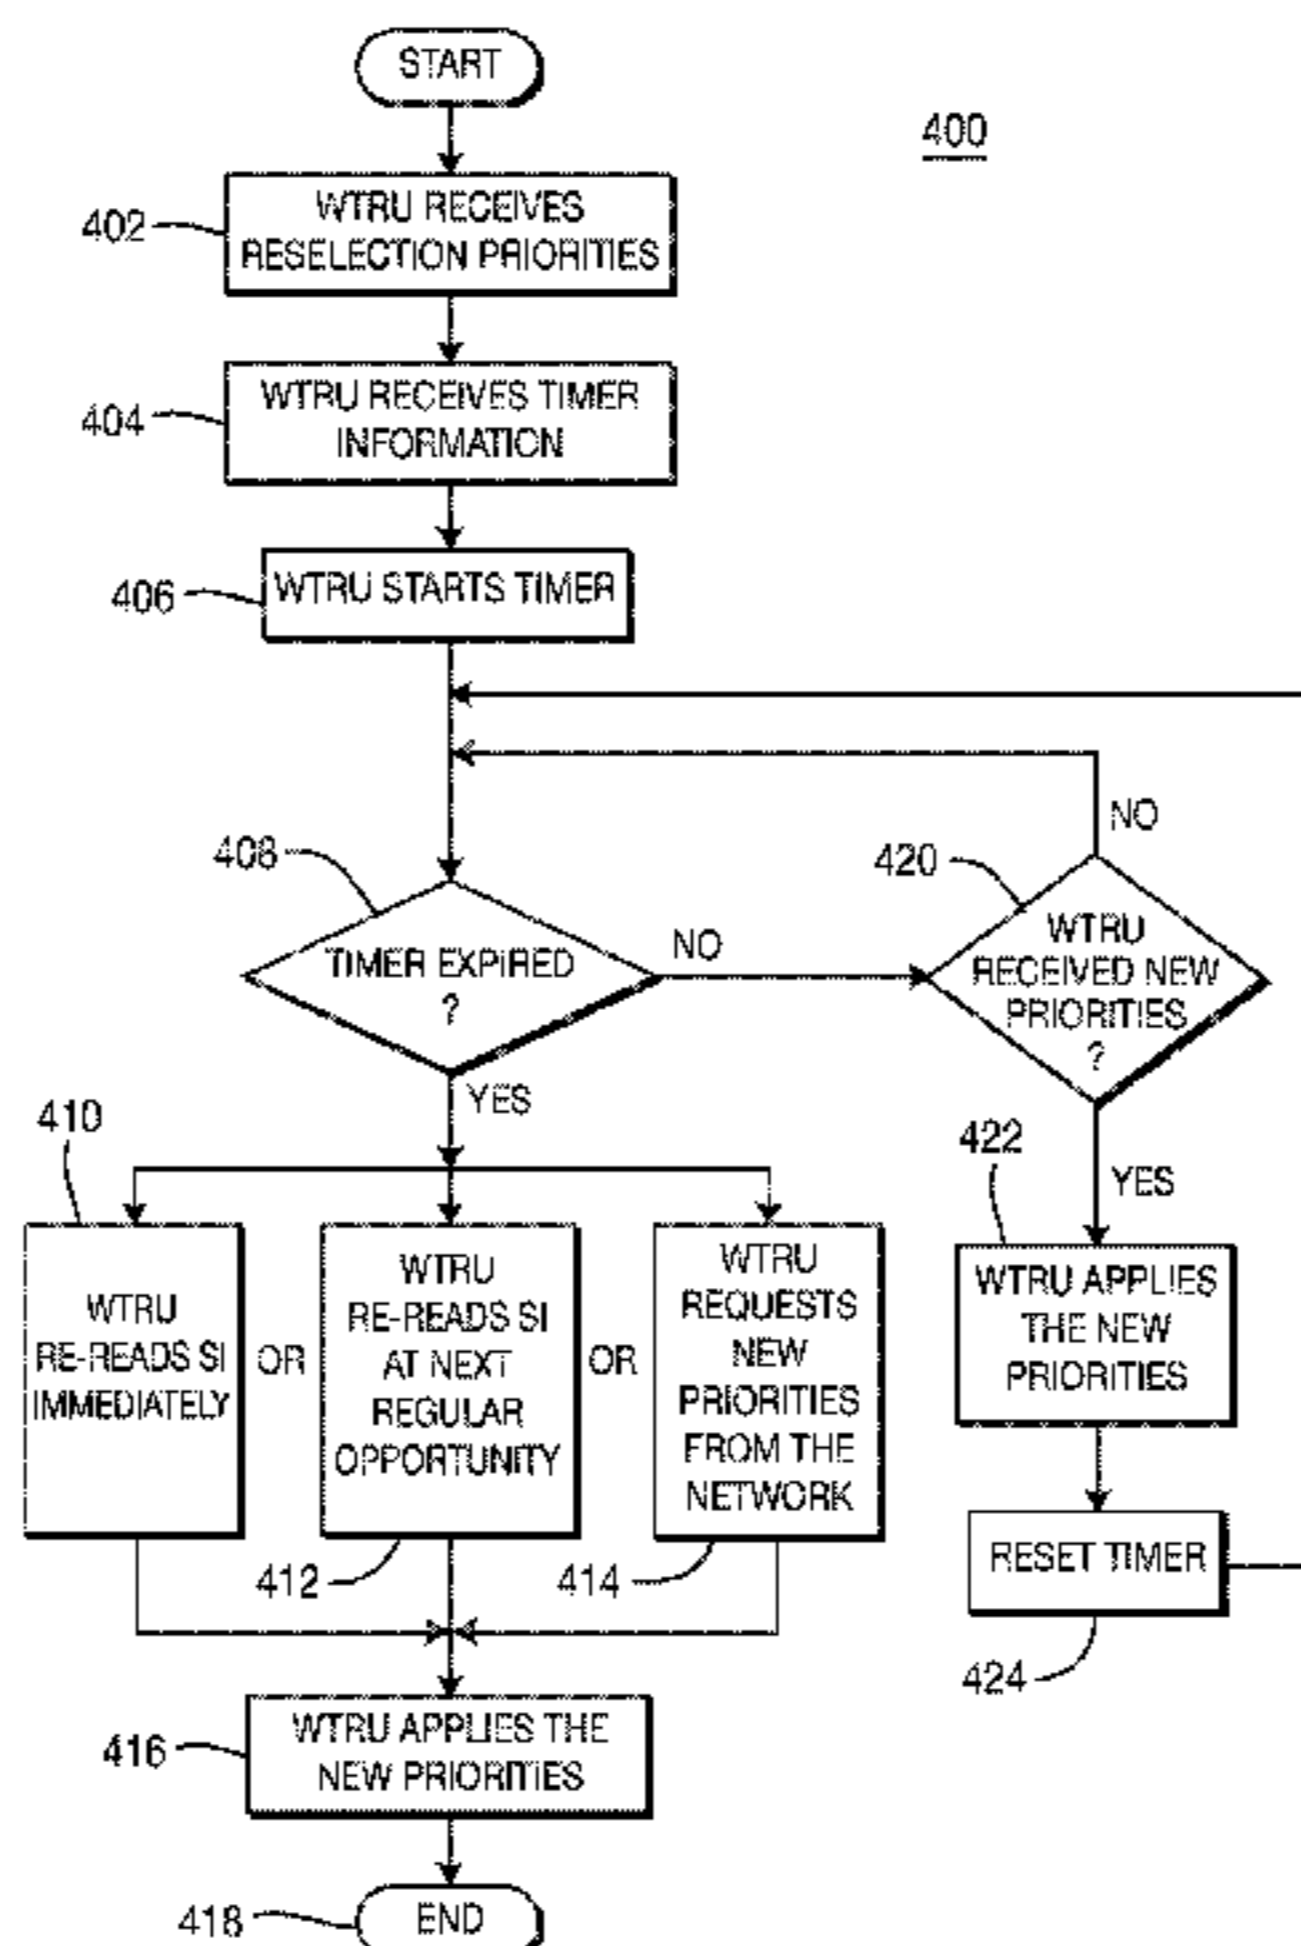 START
400
402
WTRU RECEIVES
RESELECTION PRIORITIES
404
WTRU RECEIVES TIMER
INFORMATION
406
WTRU STARTS TIMER
408
TIMER EXPIRED
?
NO
YES
420
NO
WTRU
RECEIVED NEW
PRIORITIES
?
YES
410
WTRU
RE-READS SI
IMMEDIATELY
OR
WTRU
RE-READS SI
AT NEXT
REGULAR
OPPORTUNITY
412
OR
WTRU
REQUESTS
NEW
PRIORITIES
FROM THE
NETWORK
414
422
WTRU APPLIES
THE NEW
PRIORITIES
RESET TIMER
424
416
WTRU APPLIES THE
NEW PRIORITIES
418
END